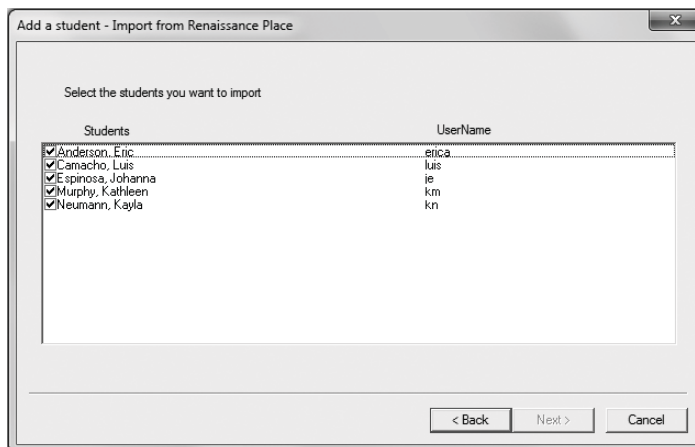 Add a student - Import from Renaissance Place
X
Select the students you want to import
Students UserName
Anderson, Eric erica
Camacho, Luis luis
Espinosa, Johanna je
Murphy, Kathleen km
Neumann, Kayla kn
< Back Next > Cancel